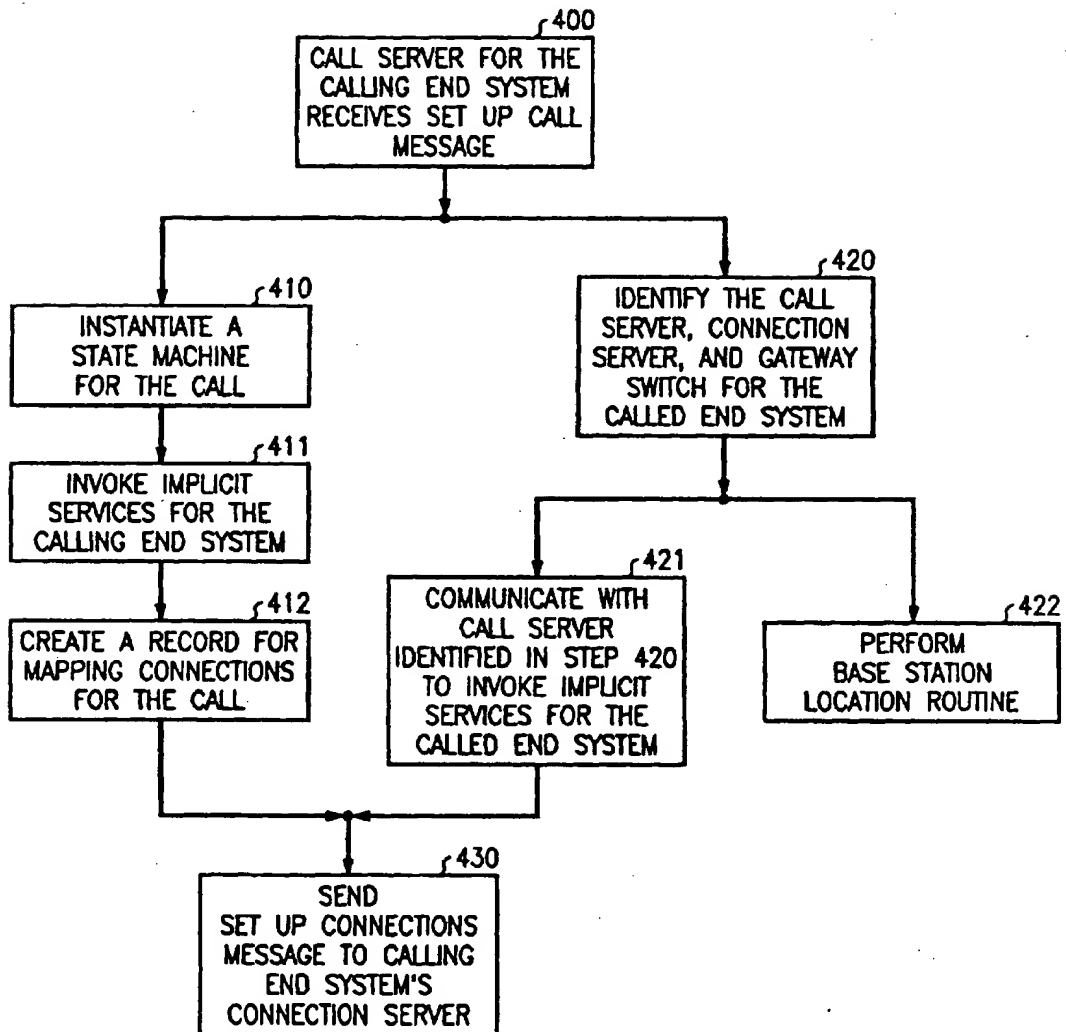 400
CALL SERVER FOR THE
CALLING END SYSTEM
RECEIVES SET UP CALL
MESSAGE
410
INSTANTIATE A
STATE MACHINE
FOR THE CALL
420
IDENTIFY THE CALL
SERVER, CONNECTION
SERVER, AND GATEWAY
SWITCH FOR THE
CALLED END SYSTEM
411
INVOKE IMPLICIT
SERVICES FOR THE
CALLING END SYSTEM
412
CREATE A RECORD FOR
MAPPING CONNECTIONS
FOR THE CALL
421
COMMUNICATE WITH
CALL SERVER
IDENTIFIED IN STEP 420
TO INVOKE IMPLICIT
SERVICES FOR THE
CALLED END SYSTEM
422
PERFORM
BASE STATION
LOCATION ROUTINE
430
SEND
SET UP CONNECTIONS
MESSAGE TO CALLING
END SYSTEM'S
CONNECTION SERVER